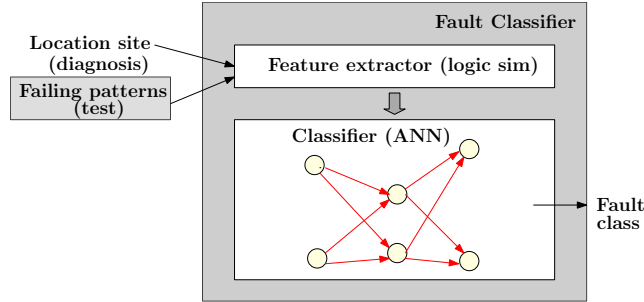 Fault Classifier
Location site
(diagnosis)
Failing patterns
(test)
Feature extractor (logic sim)
Classifier (ANN)
Fault
class